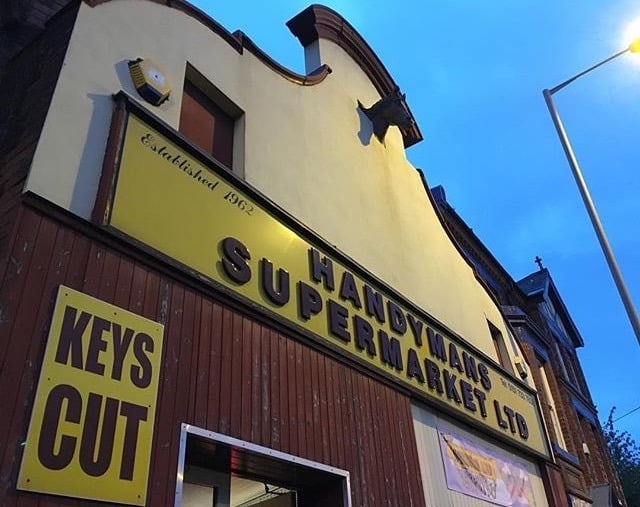 Established 1962
HANDYMANS
SUPERMARKET LTD
KEYS
CUT